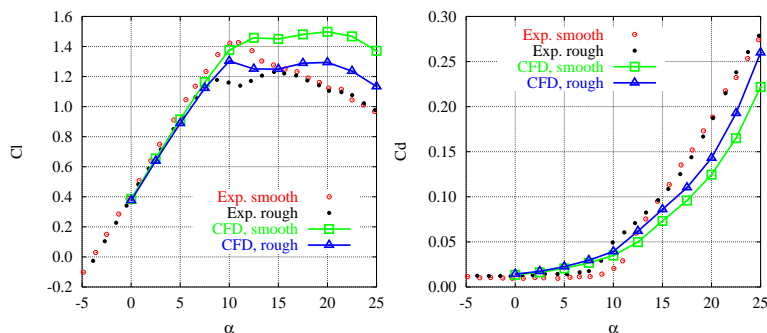 1.6
1.4
1.2
1.0
0.8
0.6
0.4
0.2
0.0
-0.2
-5 0 5 10 15 20 25
Cl
α
Exp. smooth
Exp. rough
CFD, smooth
CFD, rough
0.30
0.25
0.20
0.15
0.10
0.05
0.00
-5 0 5 10 15 20 25
Cd
α
Exp. smooth
Exp. rough
CFD, smooth
CFD, rough